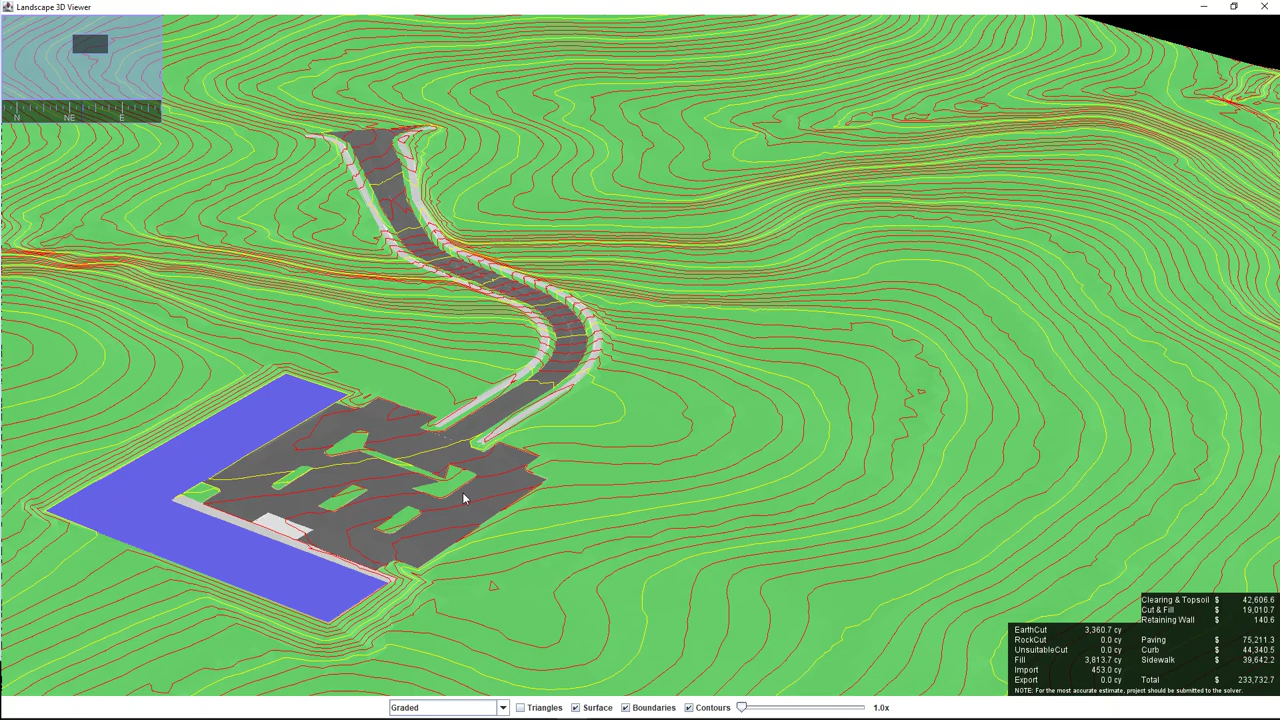 Landscape 3D Viewer
N NE E
Clearing & Topsoil $ 42,606.6
Cut & Fill $ 19,010.7
Retaining Wall $ 140.6
EarthCut 3,360.7 cy
RockCut 0.0 cy Paving $ 75,211.3
UnsuitableCut 0.0 cy Curb $ 44,340.5
Fill 3,813.7 cy Sidewalk $ 39,642.2
Import 453.0 cy
Export 0.0 cy Total $ 233,732.7
NOTE: For the most accurate estimate, project should be submitted to the solver.
Graded Triangles Surface Boundaries Contours 1.0x